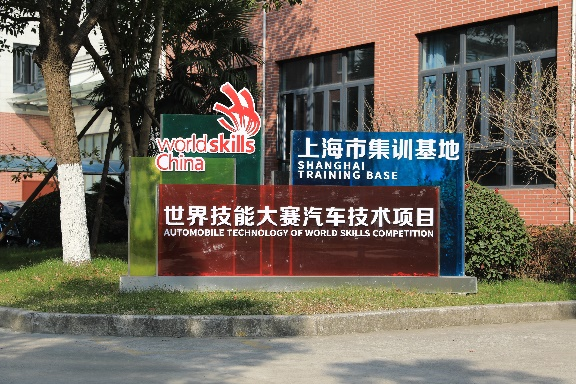 worldskills
China
上海市集训基地
SHANGHAI
TRAINING BASE
世界技能大赛汽车技术项目
AUTOMOBILE TECHNOLOGY OF WORLD SKILLS COMPETITION